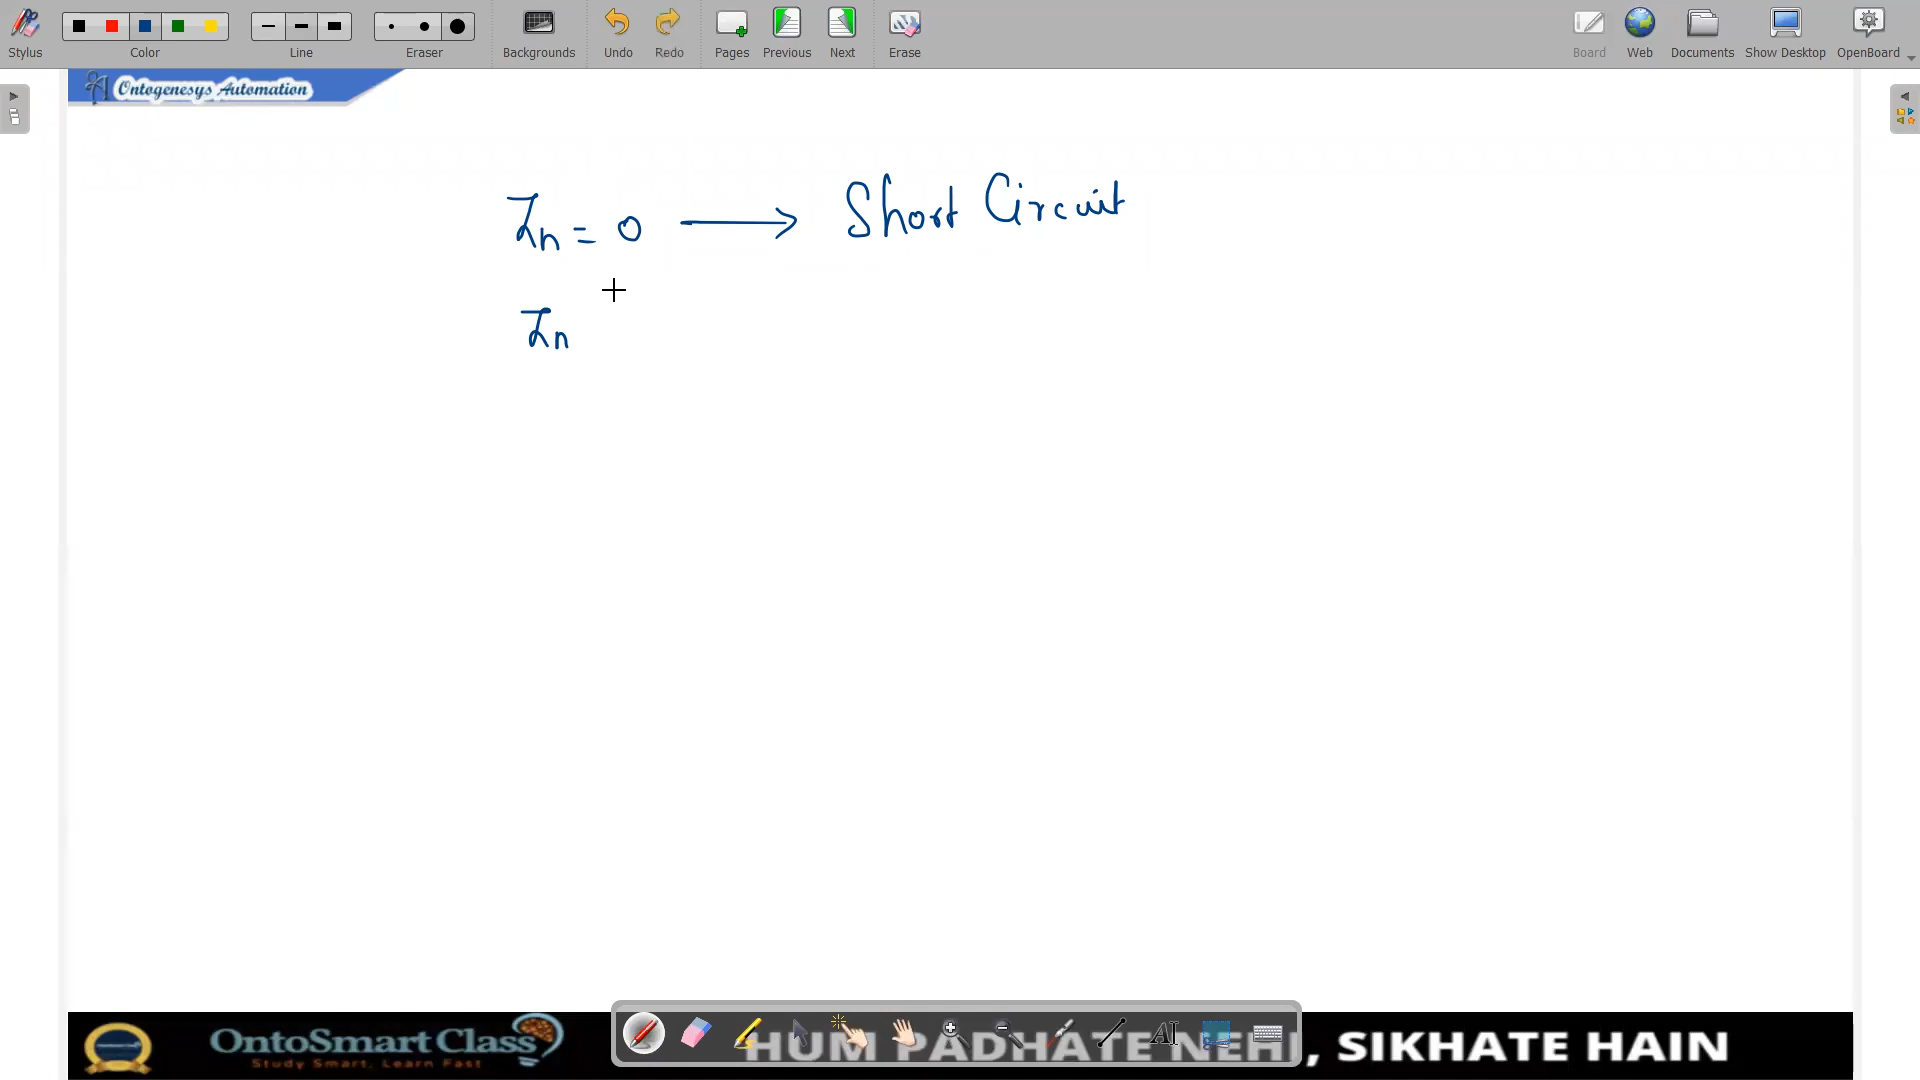 Stylus
Color
Line
Eraser
Backgrounds
Undo
Redo
Pages
Previous
Next
Erase
Board
Web
Documents
Show Desktop
OpenBoard
Ontogenesys Automation
Zn = 0 → Short Circuit
Zn
OntoSmart Class
Study Smart, Learn Fast
HUM PADHATE NEHI, SIKHATE HAIN